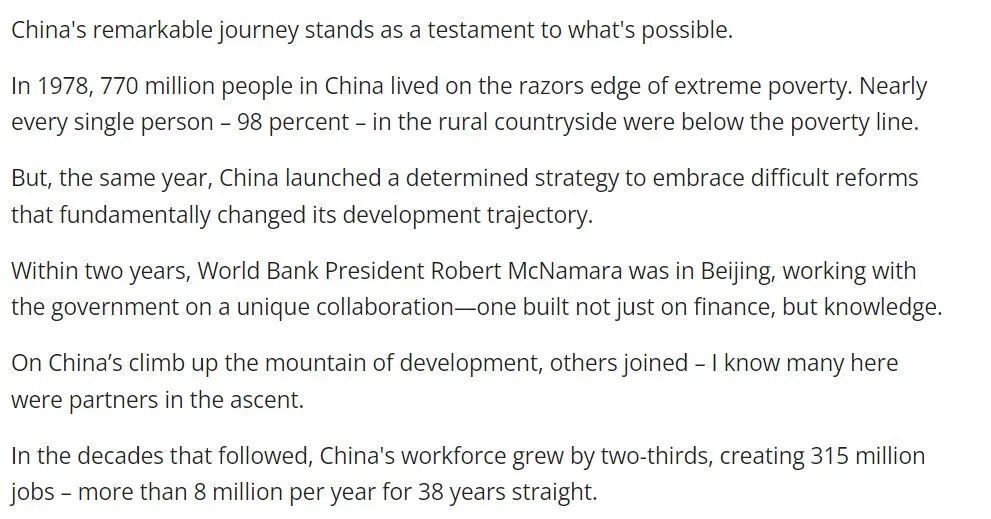 China's remarkable journey stands as a testament to what's possible.
In 1978, 770 million people in China lived on the razors edge of extreme poverty. Nearly
every single person – 98 percent – in the rural countryside were below the poverty line.
But, the same year, China launched a determined strategy to embrace difficult reforms
that fundamentally changed its development trajectory.
Within two years, World Bank President Robert McNamara was in Beijing, working with
the government on a unique collaboration—one built not just on finance, but knowledge.
On China’s climb up the mountain of development, others joined – I know many here
were partners in the ascent.
In the decades that followed, China's workforce grew by two-thirds, creating 315 million
jobs – more than 8 million per year for 38 years straight.